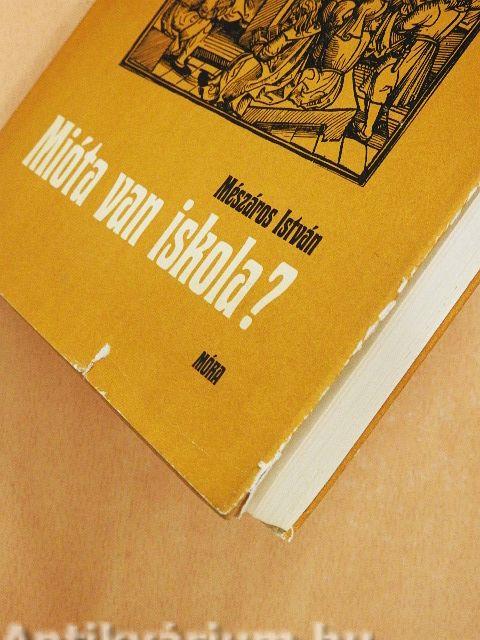 Mészáros István
Mióta van iskola?
MÓRA
Antikvárium.hu